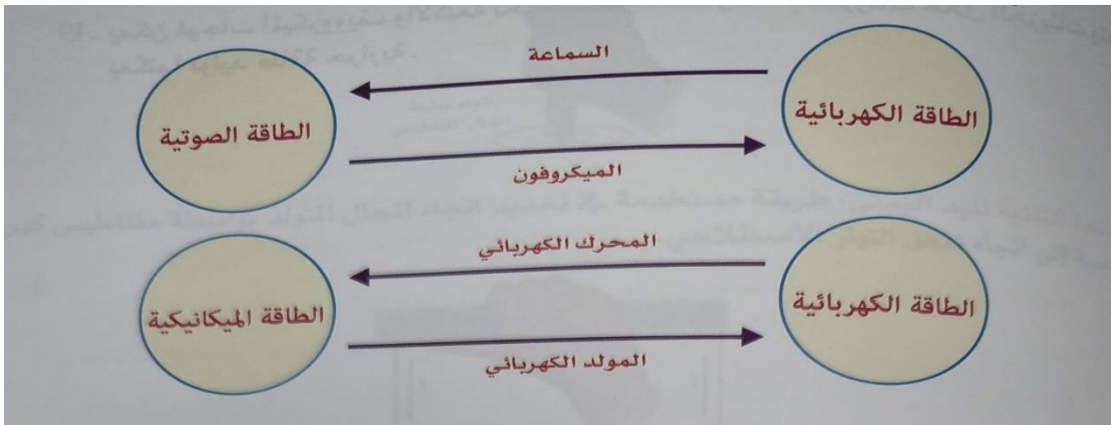 السماعة
الطاقة الكهربائية
الطاقة الصوتية
الميكروفون
المحرك الكهربائي
الطاقة الكهربائية
الطاقة الميكانيكية
المولد الكهربائي